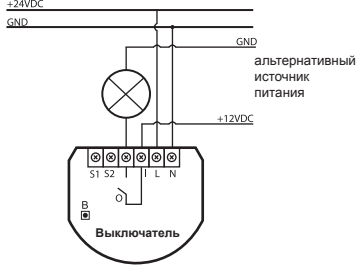 +24VDC
GND
GND
альтернативный
источник
питания
+12VDC
S1 S2 I I L N
O
B
Выключатель